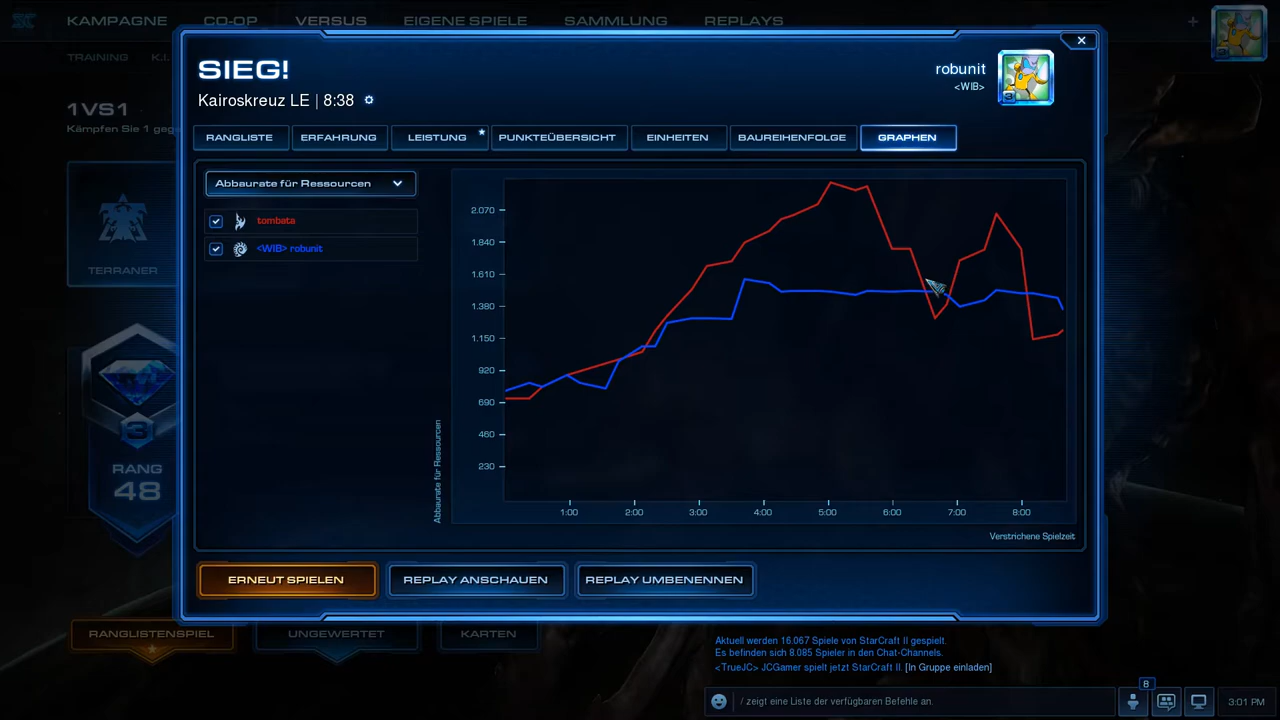 KAMPAGNE CO-OP VERSUS EIGENE SPIELE SAMMLUNG REPLAYS
TRAINING K.I.
1VS1
Kämpfen Sie 1 geg
TERRANER
3
RANG
48
SIEG!
Kairoskreuz LE | 8:38
robunit
<WIB>
3
RANGLISTE ERFAHRUNG LEISTUNG PUNKTEÜBERSICHT EINHEITEN BAUREIHENFOLGE GRAPHEN
Abbaurate für Ressourcen
tombata
<WIB> robunit
Abbaurate für Ressourcen
2.070
1.840
1.610
1.380
1.150
920
690
460
230
1:00 2:00 3:00 4:00 5:00 6:00 7:00 8:00
Verstrichene Spielzeit
ERNEUT SPIELEN REPLAY ANSCHAUEN REPLAY UMBENENNEN
RANGLISTENSPIEL UNGEWERTET KARTEN
Aktuell werden 16.067 Spiele von StarCraft II gespielt.
Es befinden sich 8.085 Spieler in den Chat-Channels.
<TrueJC> JCGamer spielt jetzt StarCraft II. [In Gruppe einladen]
/ zeigt eine Liste der verfügbaren Befehle an.
8
3:01 PM